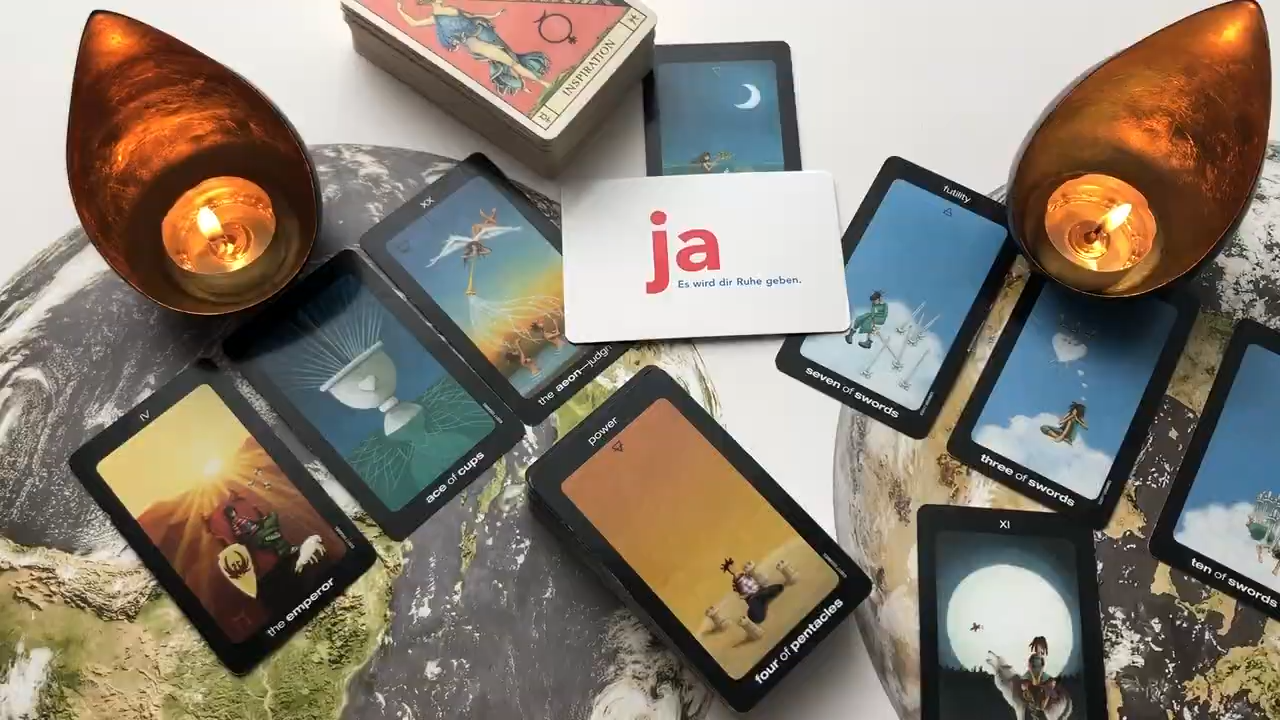 INSPIRATION
XX
the aeon—judgm
ja
Es wird dir Ruhe geben.
futility
seven of swords
three of swords
ten of swords
ace of cups
IV
the emperor
power
four of pentacles
XI